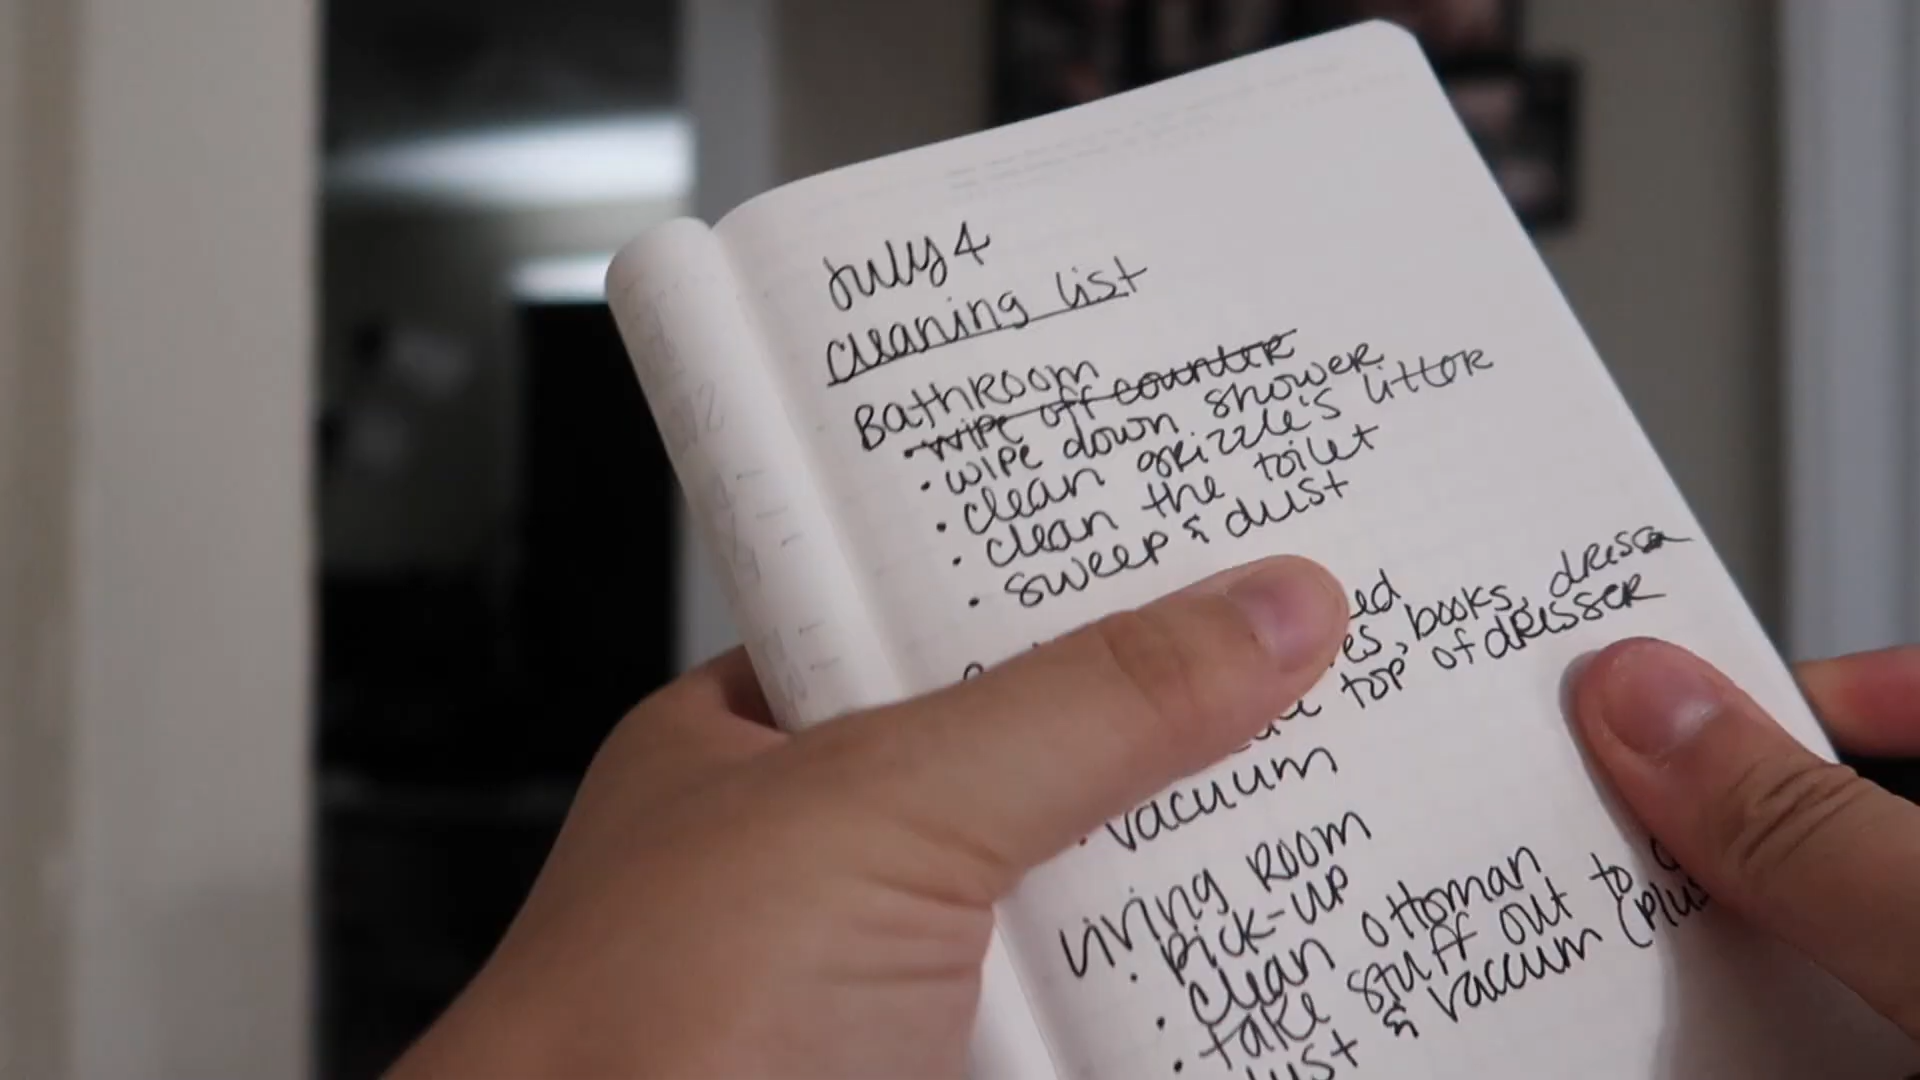 July 4
cleaning list
Bathroom
• wipe off counter
• wipe down shower
• clean grizzle's litter
• clean the toilet
• sweep & dust
books, dresser
top of dresser
• vacuum
Living Room
• pick-up
• clean ottoman
• take stuff out to
dust & vaccum (plus